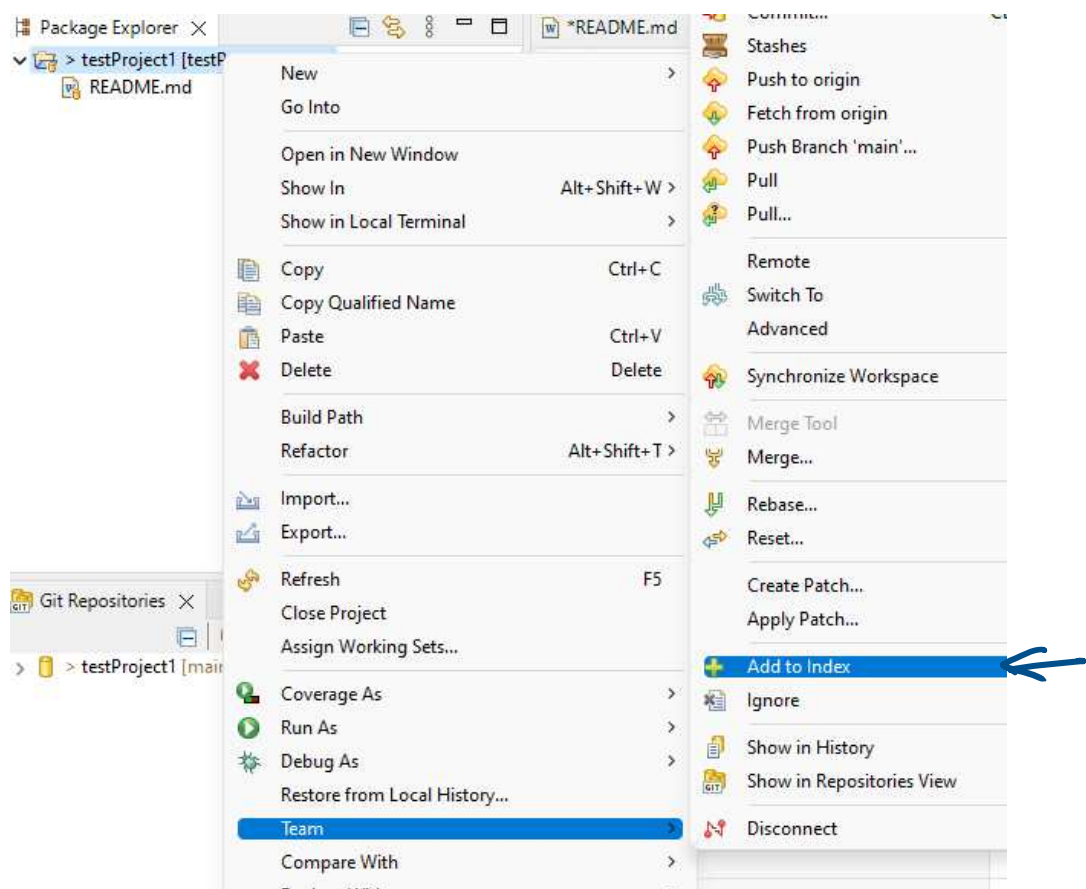 Package Explorer
*README.md
> testProject1 [testP
README.md
New
Go Into
Open in New Window
Show In Alt+Shift+W >
Show in Local Terminal
Copy Ctrl+C
Copy Qualified Name
Paste Ctrl+V
Delete Delete
Build Path
Refactor Alt+Shift+T >
Import...
Export...
Refresh F5
Close Project
Assign Working Sets...
Coverage As
Run As
Debug As
Restore from Local History...
Team
Compare With
Commit...
Stashes
Push to origin
Fetch from origin
Push Branch 'main'...
Pull
Pull...
Remote
Switch To
Advanced
Synchronize Workspace
Merge Tool
Merge...
Rebase...
Reset...
Create Patch...
Apply Patch...
Add to Index
Ignore
Show in History
Show in Repositories View
Disconnect
Git Repositories
GIT
> testProject1 [main